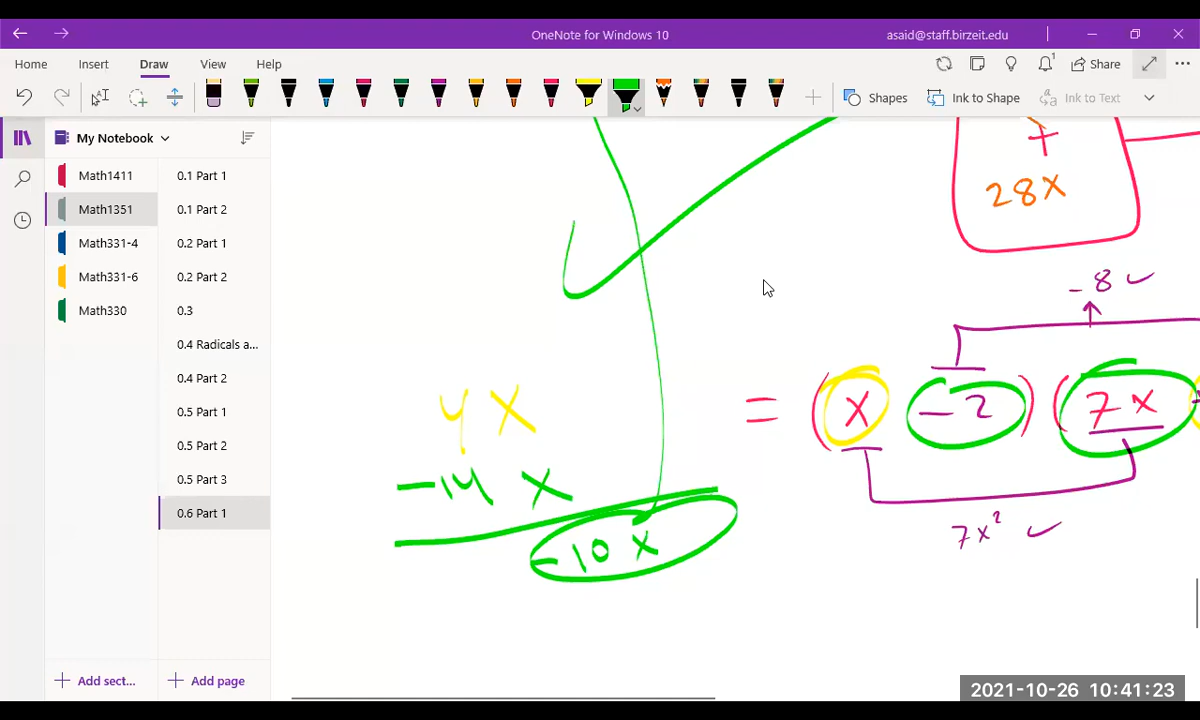 OneNote for Windows 10
asaid@staff.birzeit.edu
Home Insert Draw View Help
Share
Shapes Ink to Shape Ink to Text
My Notebook
Math1411 0.1 Part 1
Math1351 0.1 Part 2
Math331-4 0.2 Part 1
Math331-6 0.2 Part 2
Math330 0.3
0.4 Radicals a...
0.4 Part 2
0.5 Part 1
0.5 Part 2
0.5 Part 3
0.6 Part 1
+
28x
-8 ✓
= (x -2) (7x
4x
-14x
-10x
7x² ✓
Add sect... Add page
2021-10-26 10:41:23